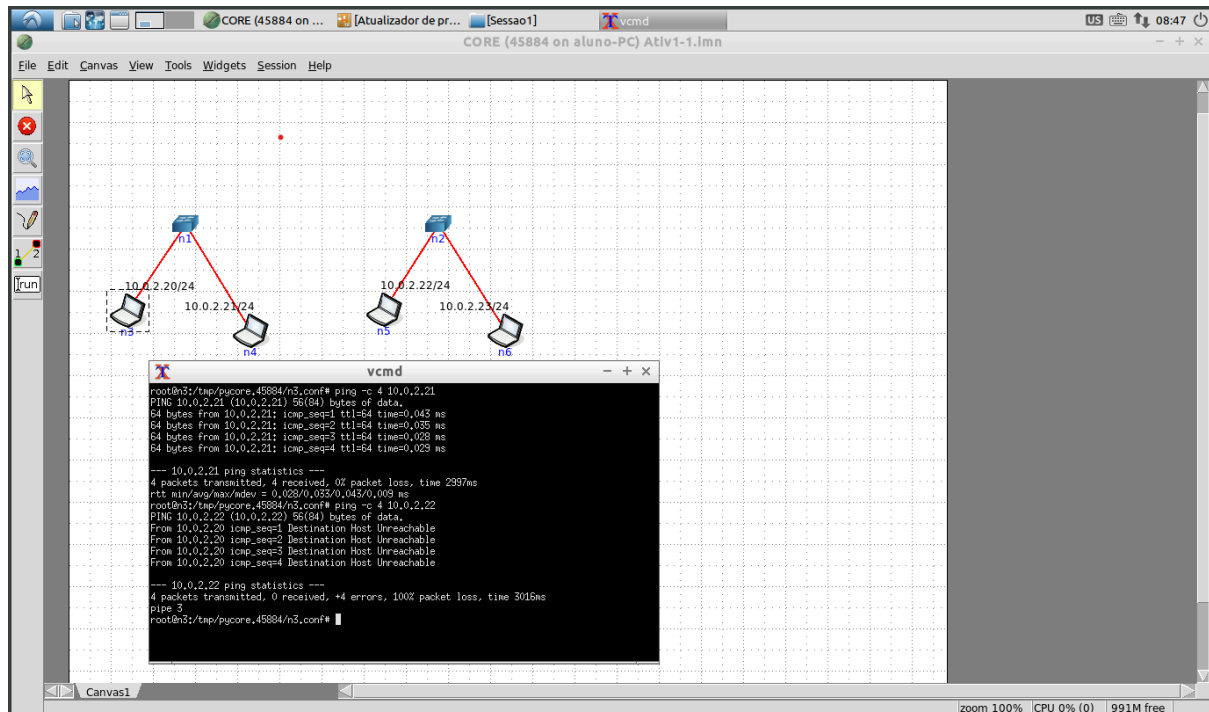 CORE (45884 on ... [Atualizador de pr... [Sessao1] vcmd US 08:47
CORE (45884 on aluno-PC) Ativ1-1.imn
File Edit Canvas View Tools Widgets Session Help
n1 n2
1 2
run
10.0.2.20/24 10.0.2.22/24
10.0.2.21/24 10.0.2.23/24
n3 n5
n4 n6
vcmd
root@n3:/tmp/pycore.45884/n3.conf# ping -c 4 10.0.2.21
PING 10.0.2.21 (10.0.2.21) 56(84) bytes of data.
64 bytes from 10.0.2.21: icmp_seq=1 ttl=64 time=0.043 ms
64 bytes from 10.0.2.21: icmp_seq=2 ttl=64 time=0.035 ms
64 bytes from 10.0.2.21: icmp_seq=3 ttl=64 time=0.028 ms
64 bytes from 10.0.2.21: icmp_seq=4 ttl=64 time=0.029 ms
--- 10.0.2.21 ping statistics ---
4 packets transmitted, 4 received, 0% packet loss, time 2997ms
rtt min/avg/max/mdev = 0.028/0.033/0.043/0.009 ms
root@n3:/tmp/pycore.45884/n3.conf# ping -c 4 10.0.2.22
PING 10.0.2.22 (10.0.2.22) 56(84) bytes of data.
From 10.0.2.20 icmp_seq=1 Destination Host Unreachable
From 10.0.2.20 icmp_seq=2 Destination Host Unreachable
From 10.0.2.20 icmp_seq=3 Destination Host Unreachable
From 10.0.2.20 icmp_seq=4 Destination Host Unreachable
--- 10.0.2.22 ping statistics ---
4 packets transmitted, 0 received, +4 errors, 100% packet loss, time 3016ms
pipe 3
root@n3:/tmp/pycore.45884/n3.conf#
Canvas1
zoom 100% CPU 0% (0) 991M free